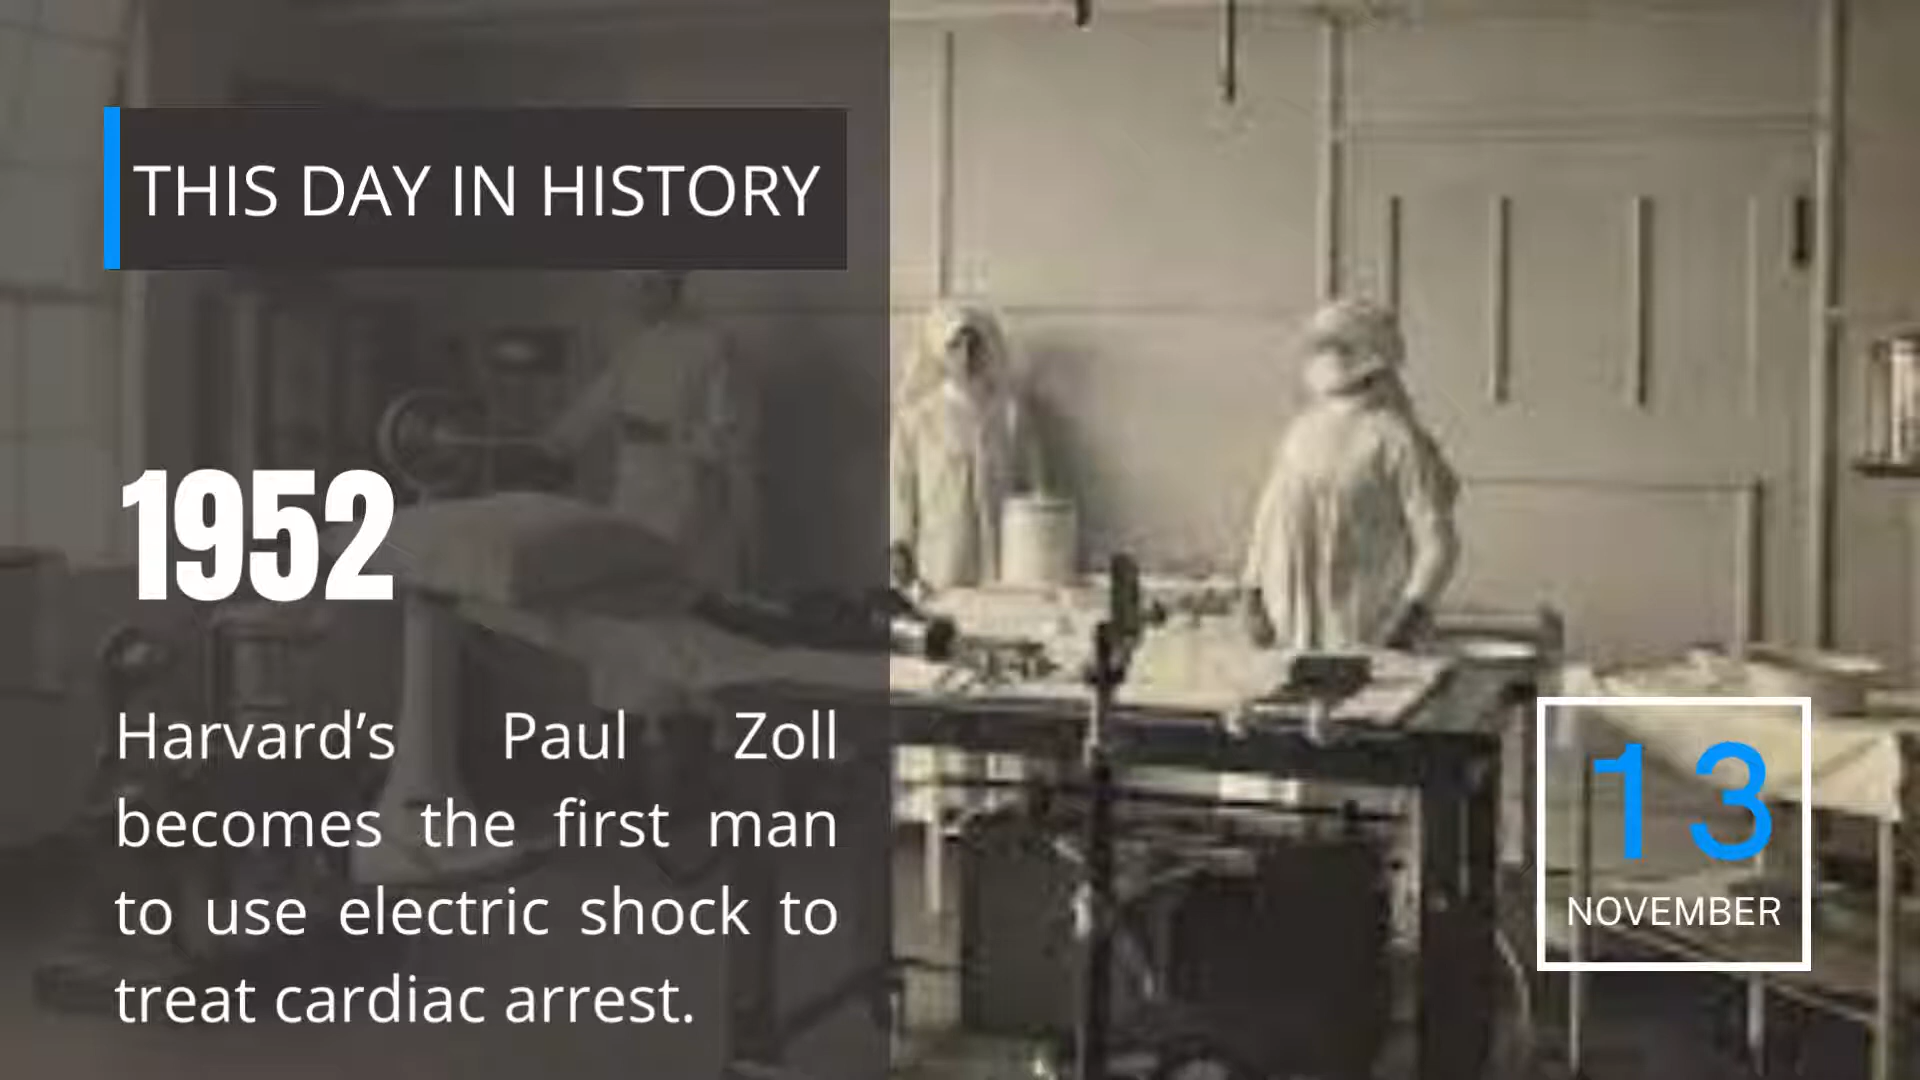 THIS DAY IN HISTORY
1952
Harvard’s Paul Zoll
becomes the first man
to use electric shock to
treat cardiac arrest.
13
NOVEMBER